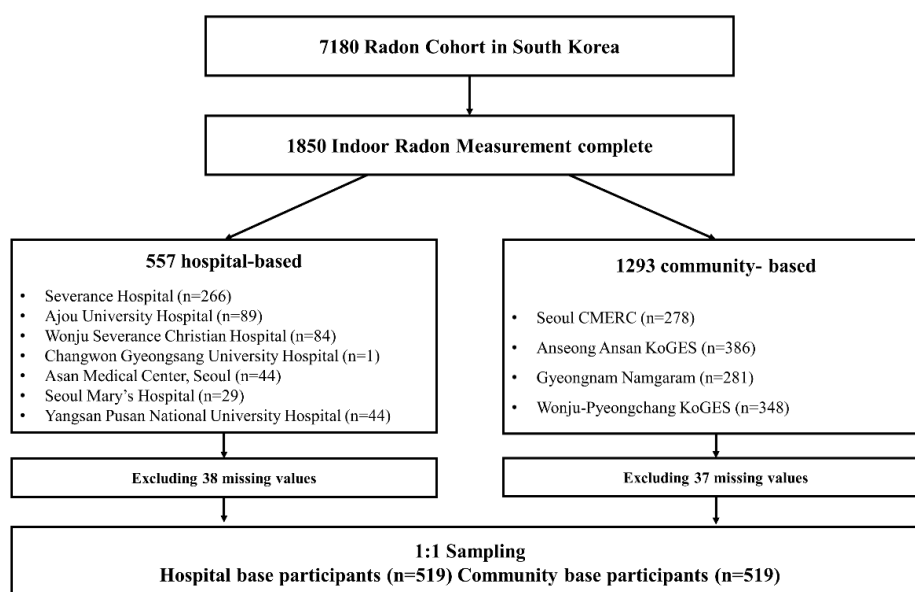 7180 Radon Cohort in South Korea
1850 Indoor Radon Measurement complete
557 hospital-based
• Severance Hospital (n=266)
• Ajou University Hospital (n=89)
• Wonju Severance Christian Hospital (n=84)
• Changwon Gyeongsang University Hospital (n=1)
• Asan Medical Center, Seoul (n=44)
• Seoul Mary's Hospital (n=29)
• Yangsan Pusan National University Hospital (n=44)
1293 community- based
• Seoul CMERC (n=278)
• Anseong Ansan KoGES (n=386)
• Gyeongnam Namgaram (n=281)
• Wonju-Pyeongchang KoGES (n=348)
Excluding 38 missing values
Excluding 37 missing values
1:1 Sampling
Hospital base participants (n=519) Community base participants (n=519)